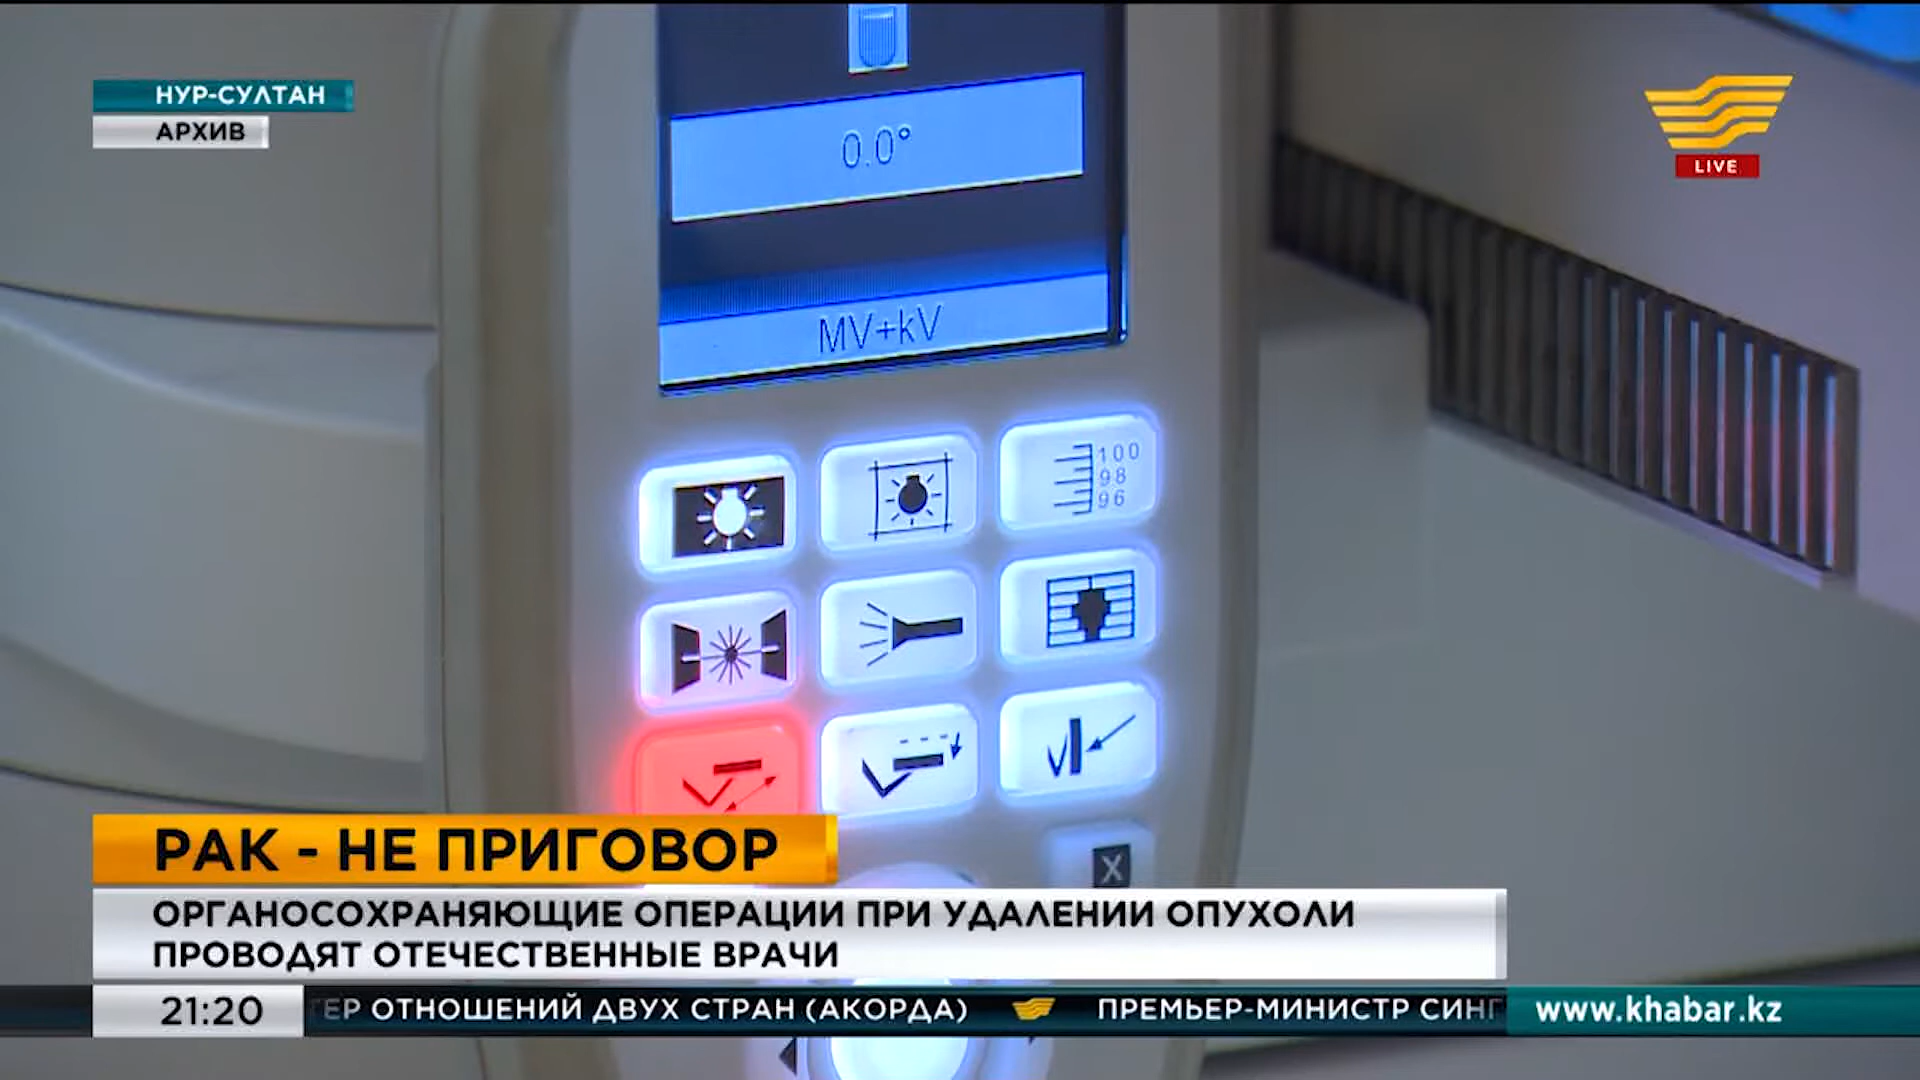 НУР-СУЛТАН
АРХИВ
LIVE
0.0°
MV+kV
100
98
96
X
РАК - НЕ ПРИГОВОР
ОРГАНОСОХРАНЯЮЩИЕ ОПЕРАЦИИ ПРИ УДАЛЕНИИ ОПУХОЛИ
ПРОВОДЯТ ОТЕЧЕСТВЕННЫЕ ВРАЧИ
21:20 ОТНОШЕНИЙ ДВУХ СТРАН (АКОРДА) ПРЕМЬЕР-МИНИСТР www.khabar.kz